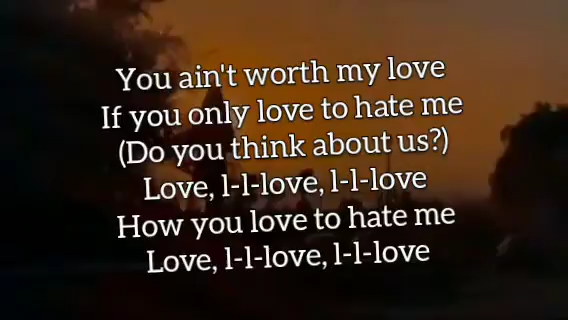 You ain't worth my love
If you only love to hate me
(Do you think about us?)
Love, l-l-love, l-l-love
How you love to hate me
Love, l-l-love, l-l-love